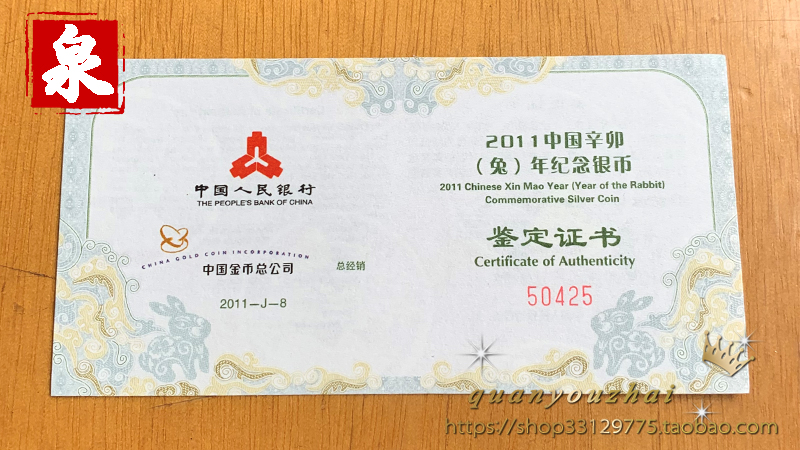 泉
中国人民银行
THE PEOPLE'S BANK OF CHINA
CHINA GOLD COIN INCORPORATION
中国金币总公司
总经销
2011-J-8
2011中国辛卯
(兔)年纪念银币
2011 Chinese Xin Mao Year (Year of the Rabbit)
Commemorative Silver Coin
鉴定证书
Certificate of Authenticity
50425
quanyouzhai
https://shop33129775.taobao.com